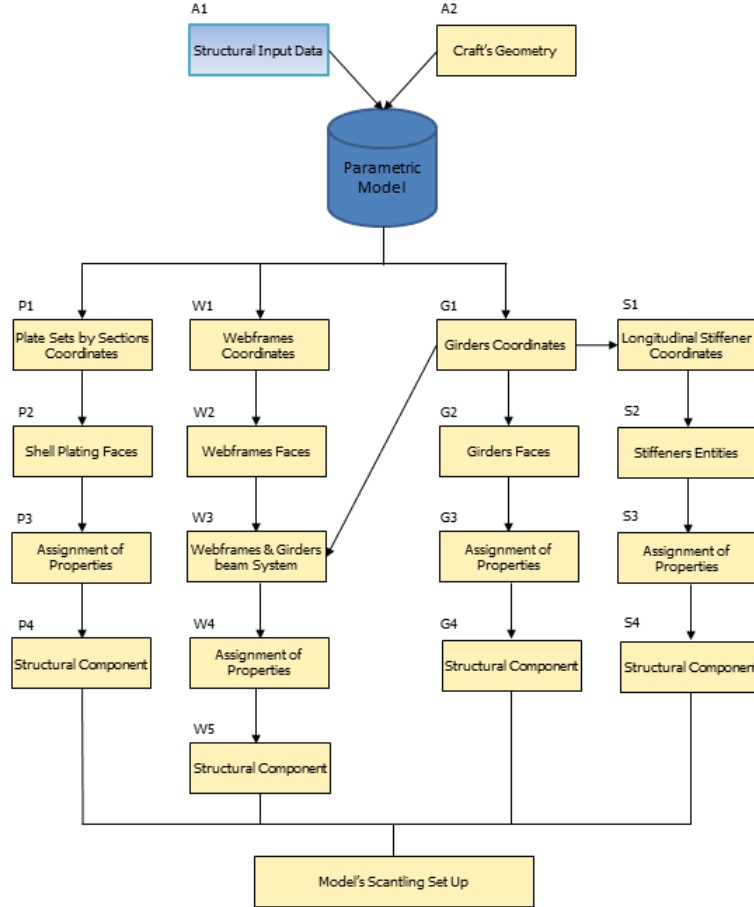 A1
A2
Structural Input Data
Craft's Geometry
Parametric
Model
P1
W1
G1
S1
Plate Sets by Sections
Coordinates
Webframes
Coordinates
Girders Coordinates
Longitudinal Stiffener
Coordinates
P2
W2
G2
S2
Shell Plating Faces
Webframes Faces
Girders Faces
Stiffeners Entities
P3
W3
G3
S3
Assignment of
Properties
Webframes & Girders
beam System
Assignment of
Properties
Assignment of
Properties
P4
W4
G4
S4
Structural Component
Assignment of
Properties
Structural Component
Structural Component
W5
Structural Component
Model's Scantling Set Up